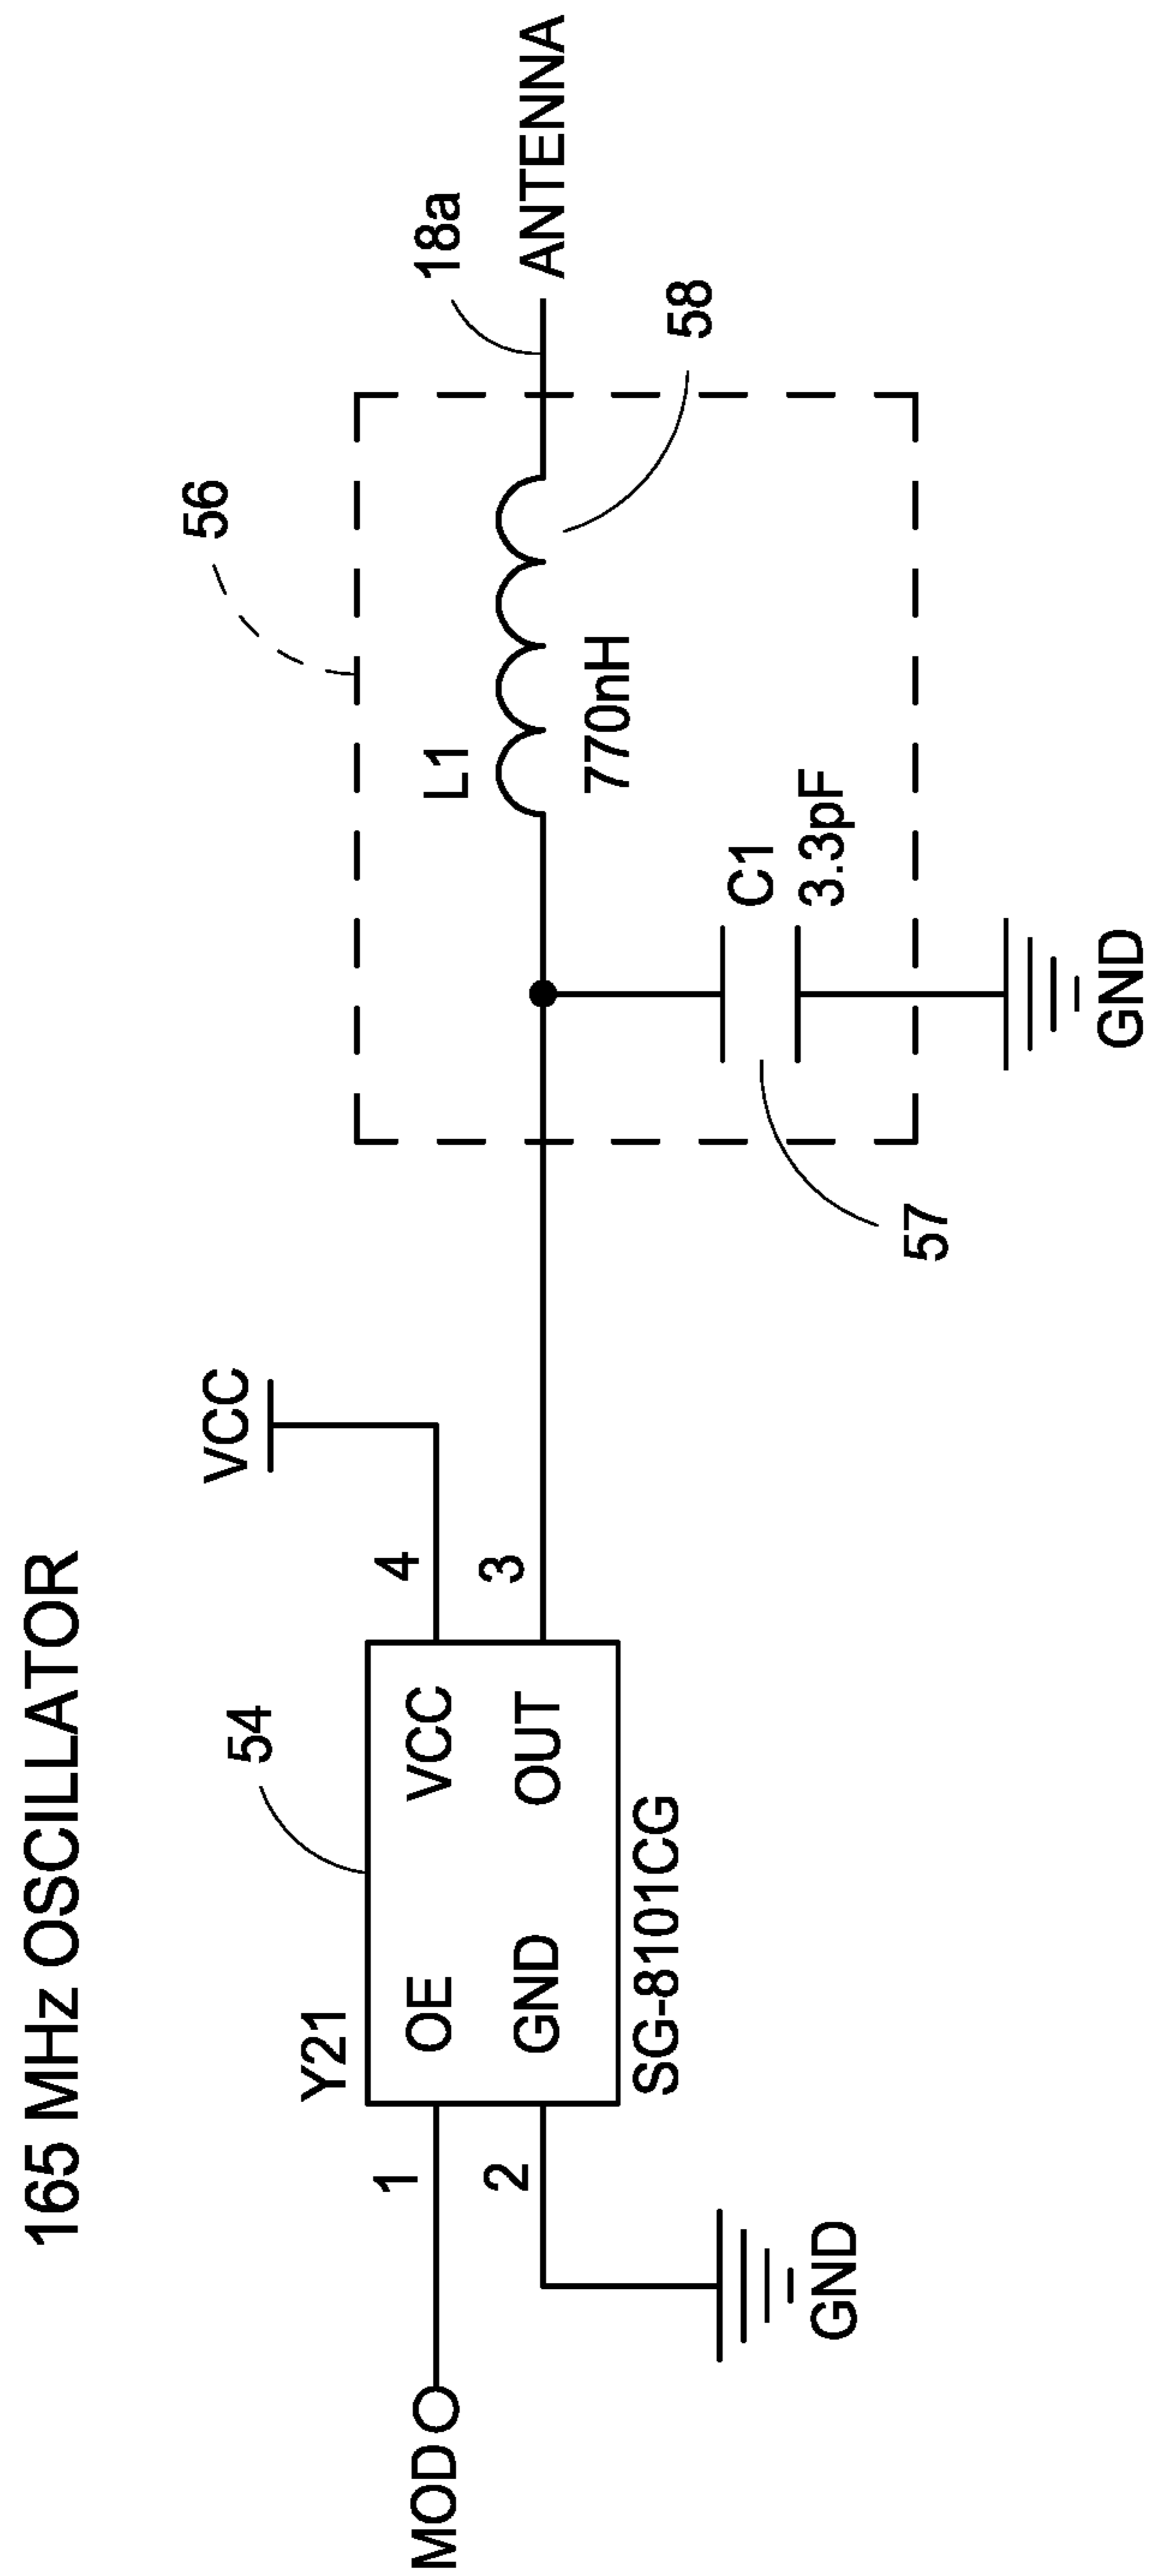 165 MHz OSCILLATOR
MOD
1
2
GND
Y21
OE
VCC
GND
OUT
SG-8101CG
54
4
3
VCC
56
L1
770nH
58
C1
3.3pF
57
GND
18a
ANTENNA